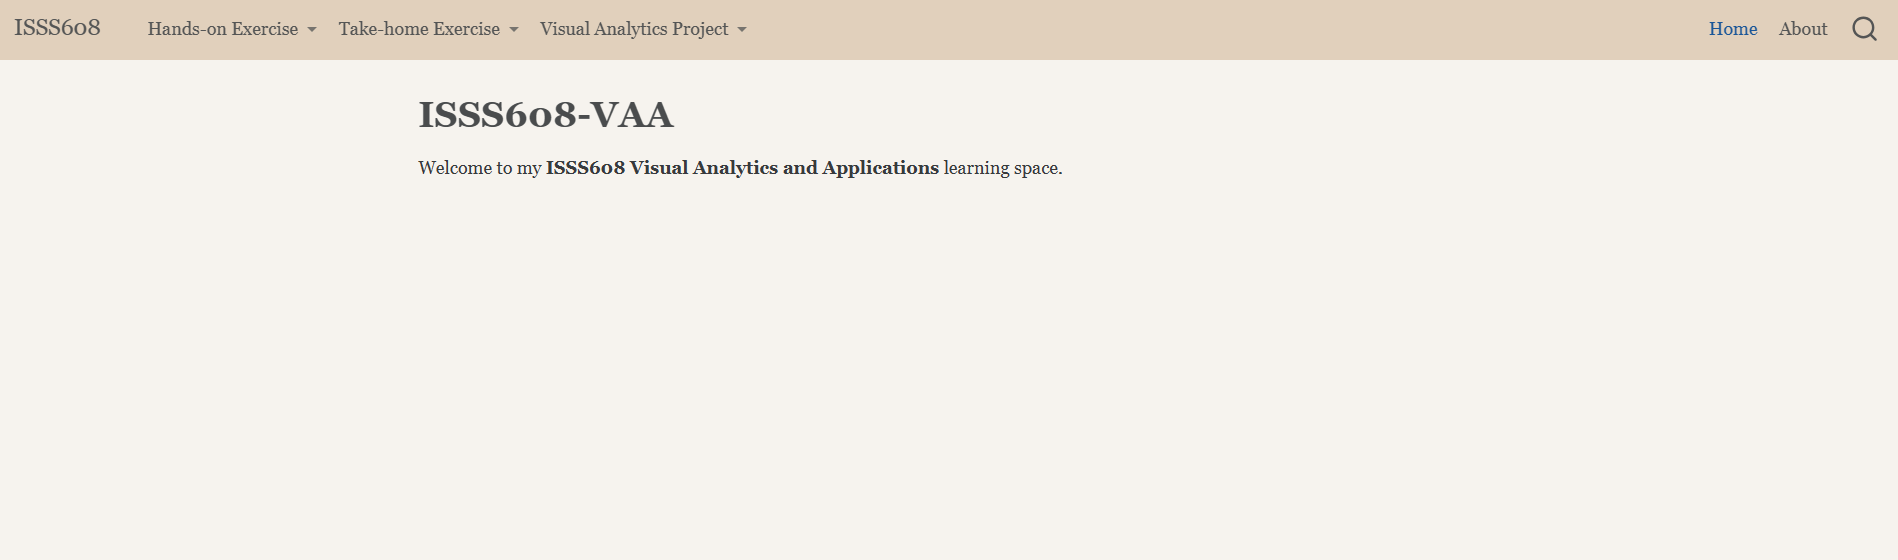 ISSS608 Hands-on Exercise Take-home Exercise Visual Analytics Project Home About
ISSS608-VAA
Welcome to my ISSS608 Visual Analytics and Applications learning space.